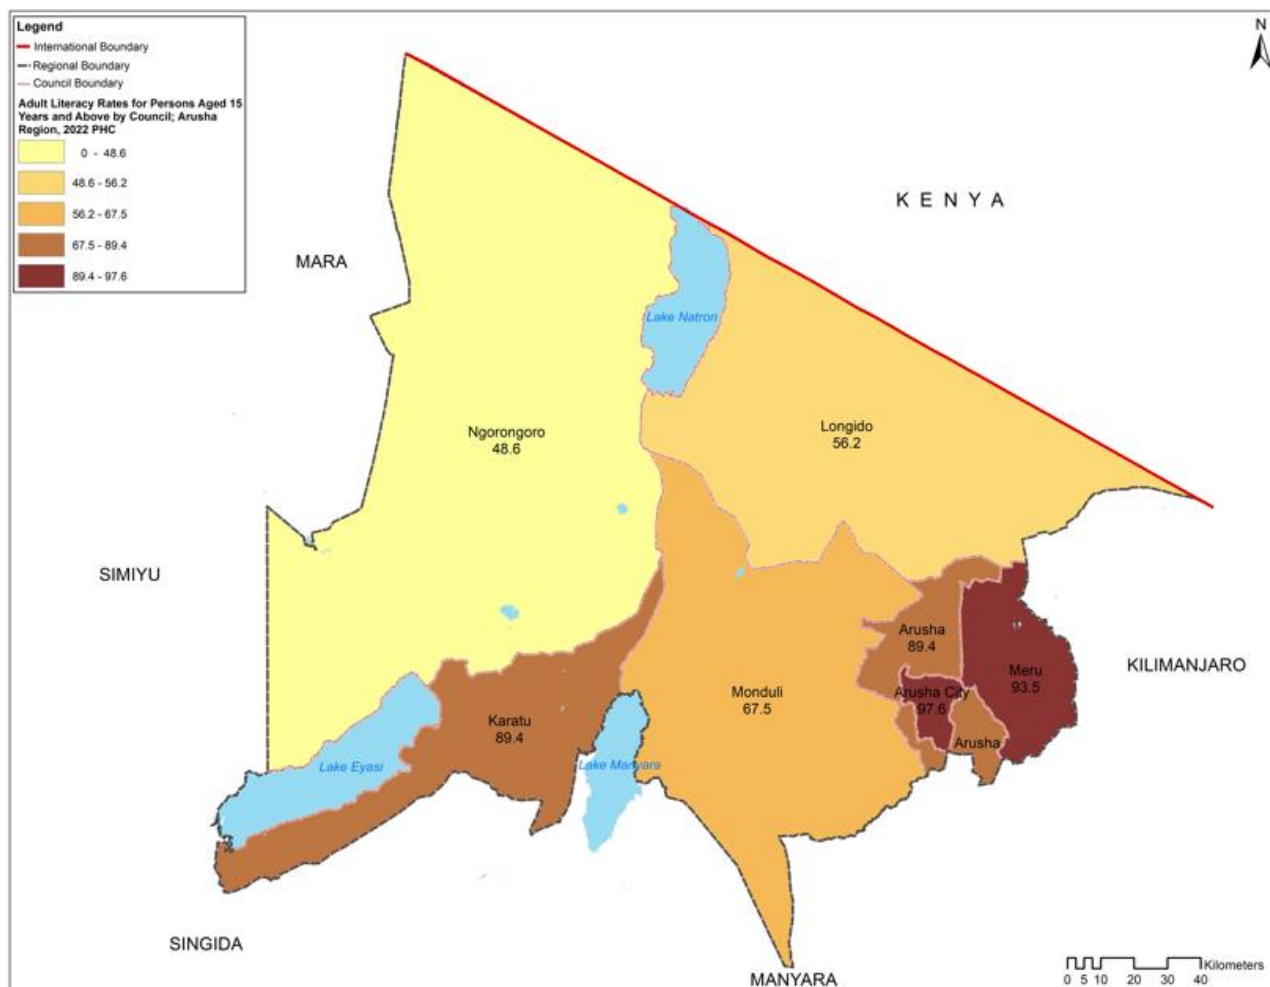 Legend
International Boundary
Regional Boundary
Council Boundary
Adult Literacy Rates for Persons Aged 15
Years and Above by Council; Arusha
Region, 2022 PHC
0 - 48.6
48.6 - 56.2
56.2 - 67.5
67.5 - 89.4
89.4 - 97.6
N
KENYA
MARA
Lake Natron
Ngorongoro
48.6
Longido
56.2
SIMIYU
Arusha
89.4
Meru
93.5
KILIMANJARO
Arusha City
97.6
Monduli
67.5
Karatu
89.4
Arusha
Lake Eyasi
Lake Manyara
SINGIDA
MANYARA
Kilometers
0 5 10 20 30 40